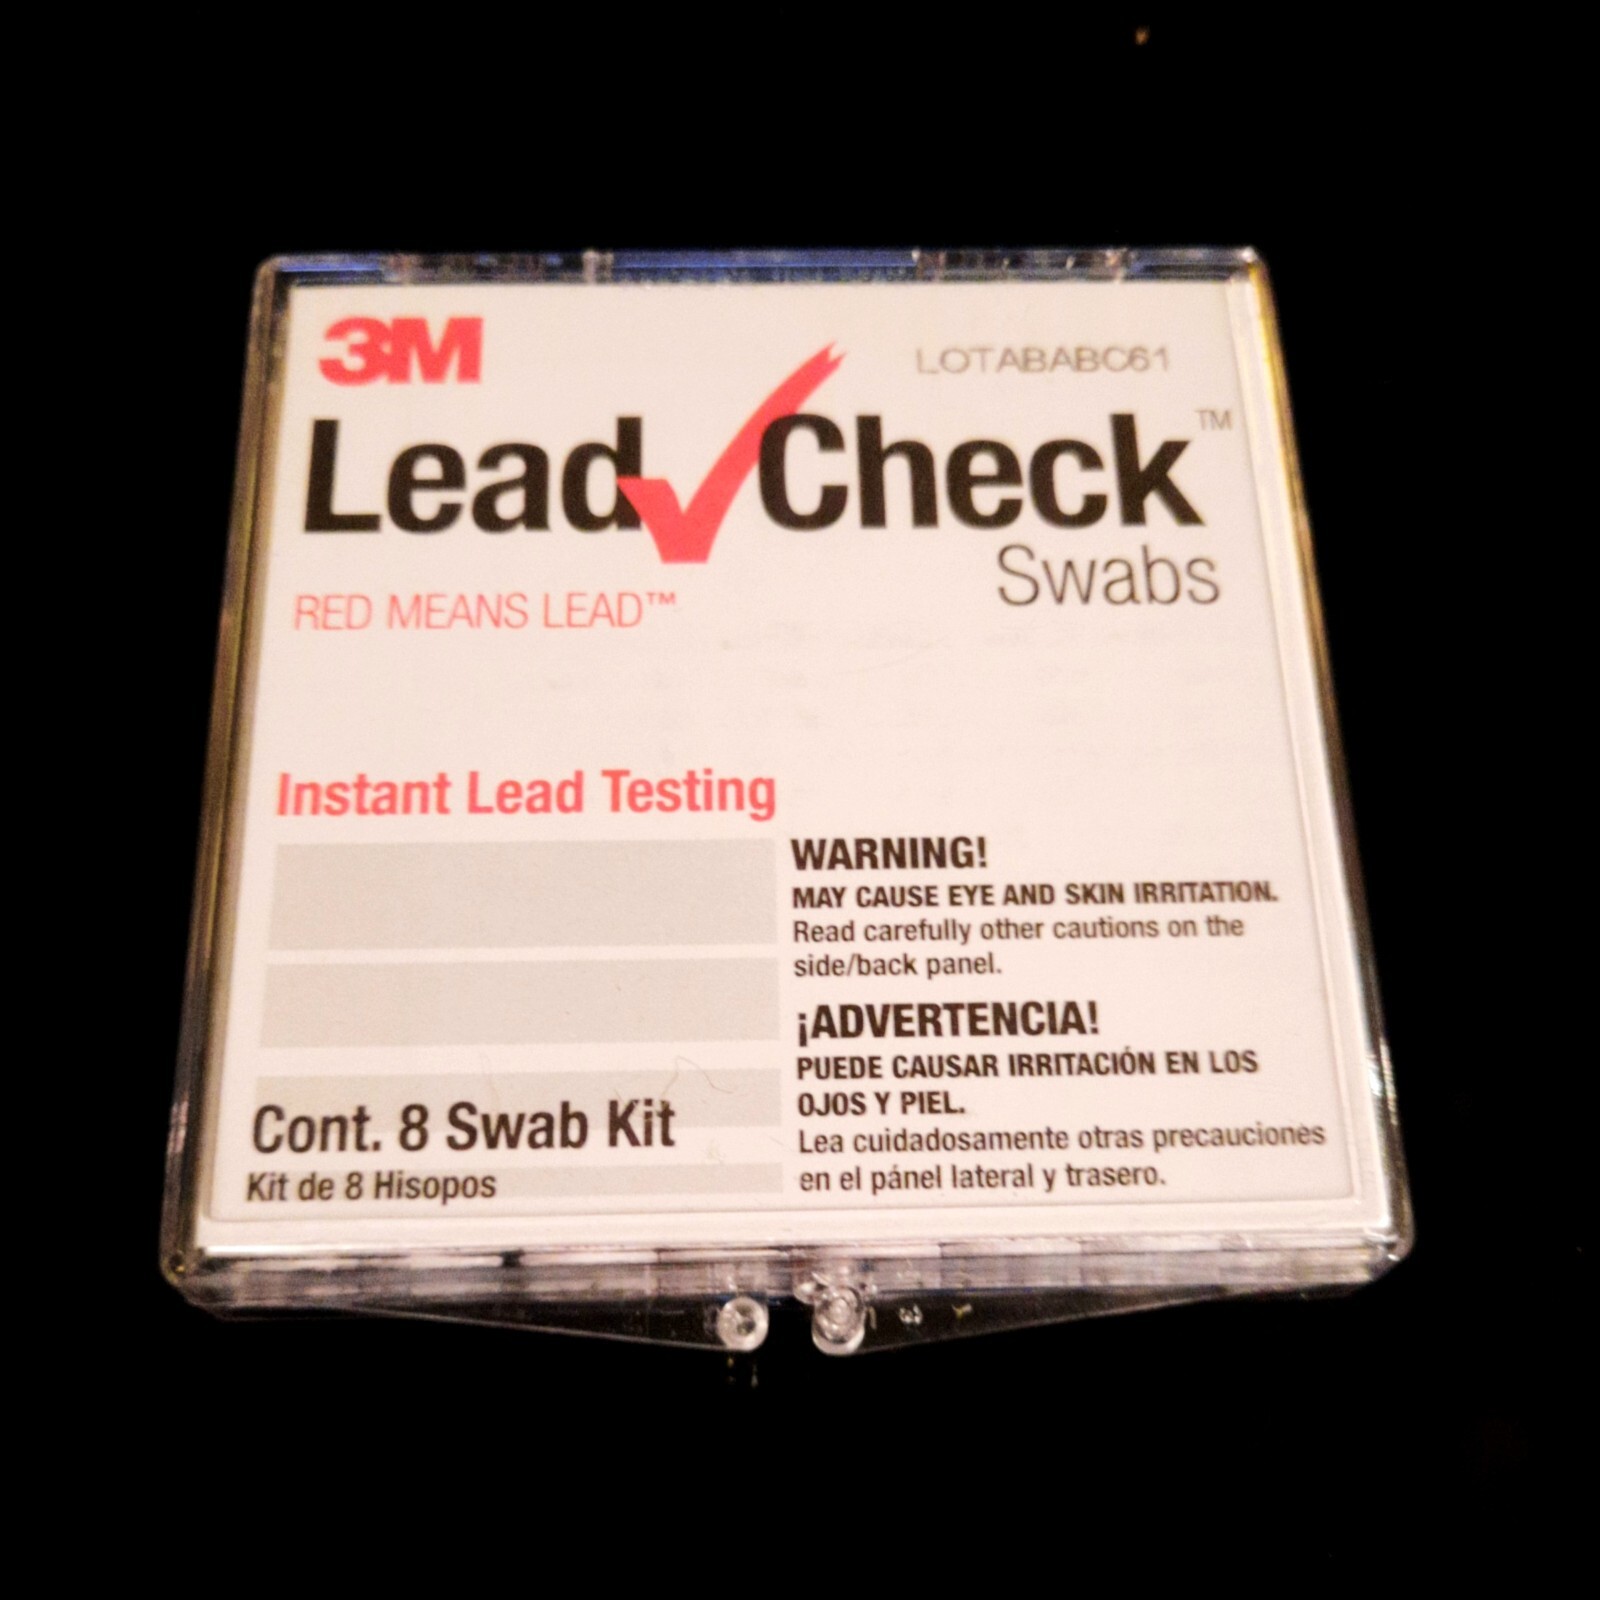 3M
LOTABABC61
Lead Check™
Swabs
RED MEANS LEAD™
Instant Lead Testing
WARNING!
MAY CAUSE EYE AND SKIN IRRITATION.
Read carefully other cautions on the
side/back panel.
¡ADVERTENCIA!
PUEDE CAUSAR IRRITACIÓN EN LOS
OJOS Y PIEL.
Lea cuidadosamente otras precauciones
en el pánel lateral y trasero.
Cont. 8 Swab Kit
Kit de 8 Hisopos